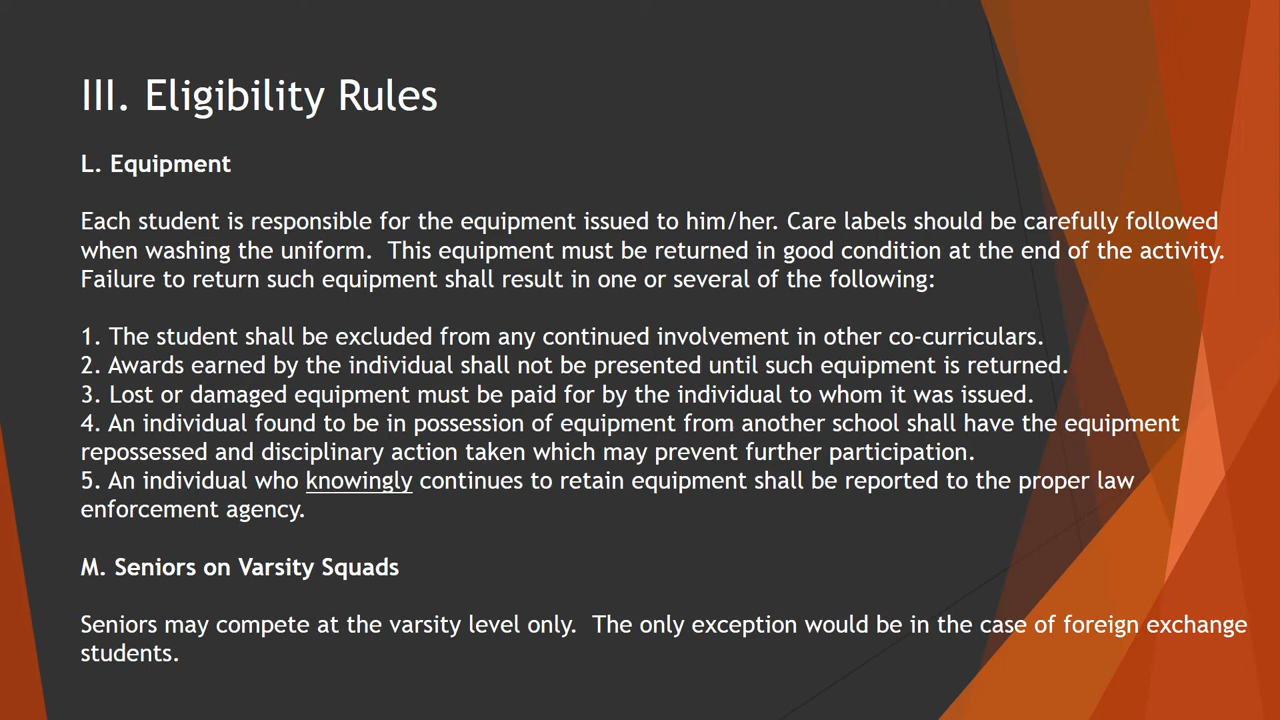 III. Eligibility Rules
L. Equipment
Each student is responsible for the equipment issued to him/her. Care labels should be carefully followed
when washing the uniform.  This equipment must be returned in good condition at the end of the activity.
Failure to return such equipment shall result in one or several of the following:
1. The student shall be excluded from any continued involvement in other co-curriculars.
2. Awards earned by the individual shall not be presented until such equipment is returned.
3. Lost or damaged equipment must be paid for by the individual to whom it was issued.
4. An individual found to be in possession of equipment from another school shall have the equipment
repossessed and disciplinary action taken which may prevent further participation.
5. An individual who knowingly continues to retain equipment shall be reported to the proper law
enforcement agency.
M. Seniors on Varsity Squads
Seniors may compete at the varsity level only.  The only exception would be in the case of foreign exchange
students.